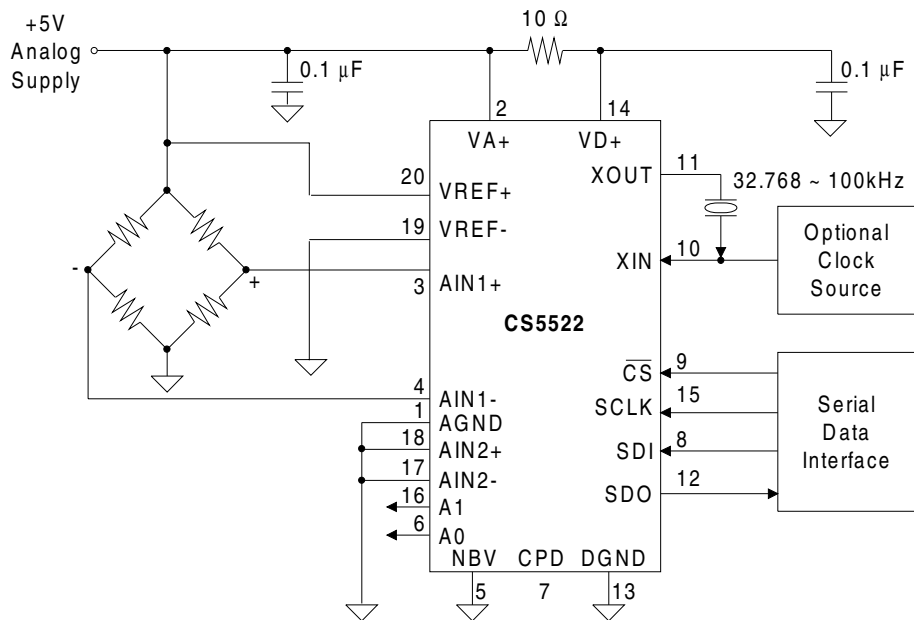 +5V
Analog
Supply
10 Ω
0.1 µF
0.1 µF
2
14
VA+
VD+
20
VREF+
19
VREF-
3
AIN1+
-
+
XOUT
11
32.768 ~ 100kHz
XIN
10
Optional
Clock
Source
CS5522
4
AIN1-
1
AGND
18
AIN2+
17
AIN2-
16
A1
6
A0
CS
9
SCLK
15
SDI
8
SDO
12
Serial
Data
Interface
NBV
CPD
DGND
5
7
13